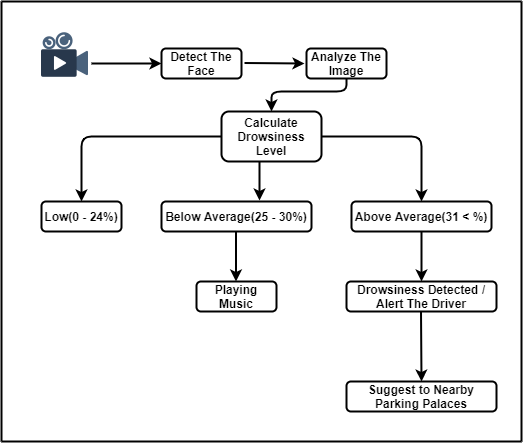 Detect The
Face
Analyze The
Image
Calculate
Drowsiness
Level
Low(0 - 24%)
Below Average(25 - 30%)
Above Average(31 < %)
Playing
Music
Drowsiness Detected /
Alert The Driver
Suggest to Nearby
Parking Palaces